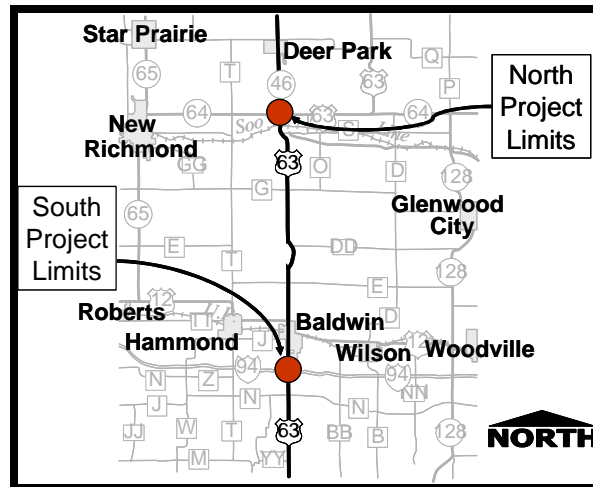 Star Prairie
Deer Park
Q
T
65
46
63
P
North
Project
Limits
64
63
64
Soo
Line
New
Richmond
C
63
GG
O
D
128
G
Glenwood
City
South
Project
Limits
65
E
DD
T
128
E
12
Roberts
U.P.
D
Baldwin
TT
Hammond
J
12
Wilson
Woodville
94
N
Z
94
NN
J
N
N
63
JJ
W
T
BB
B
128
NORTH
M
YY